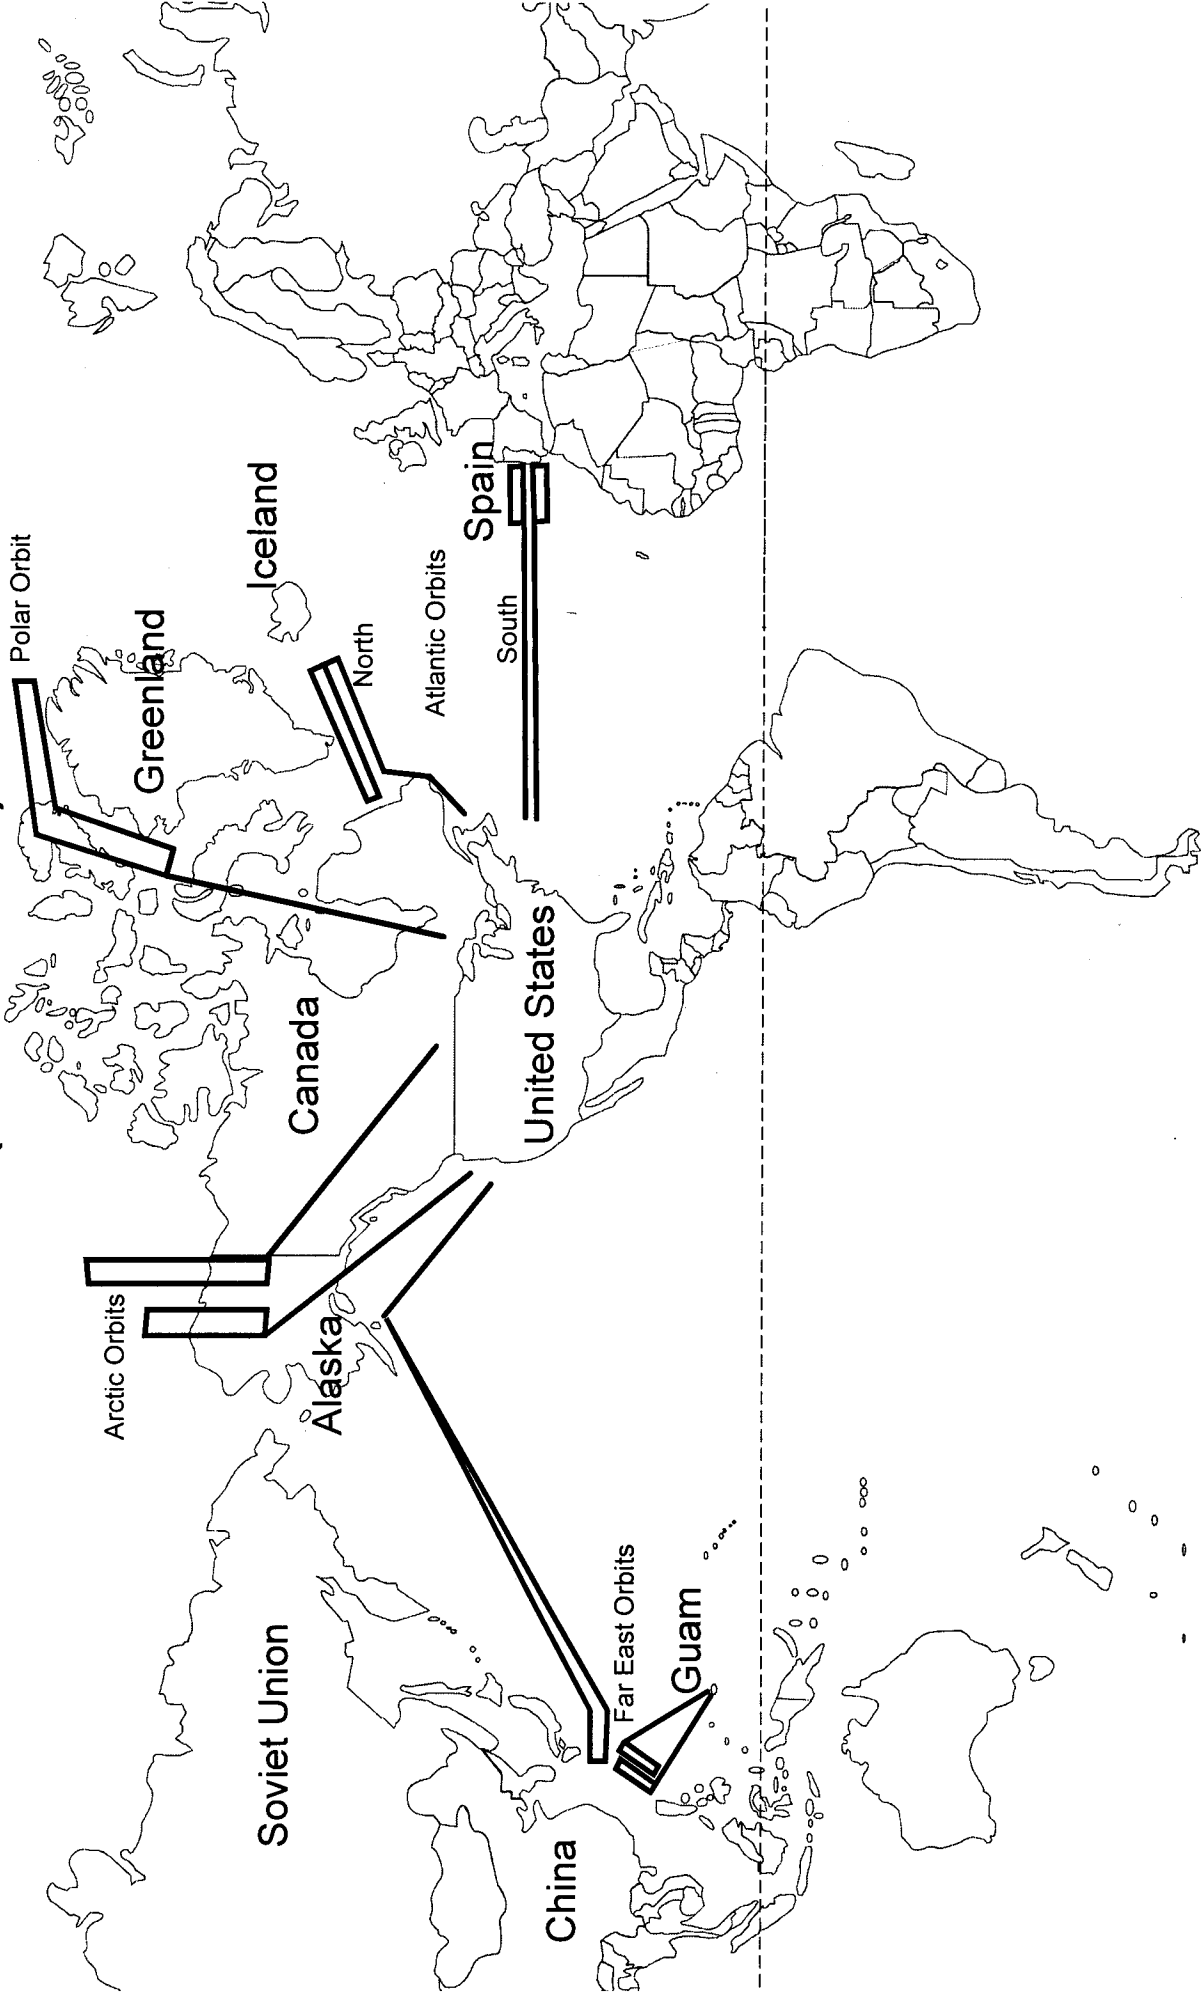 Polar Orbit
Greenland
Iceland
North
Atlantic Orbits
South
Spain
Canada
United States
Arctic Orbits
Alaska
Soviet Union
China
Far East Orbits
Guam